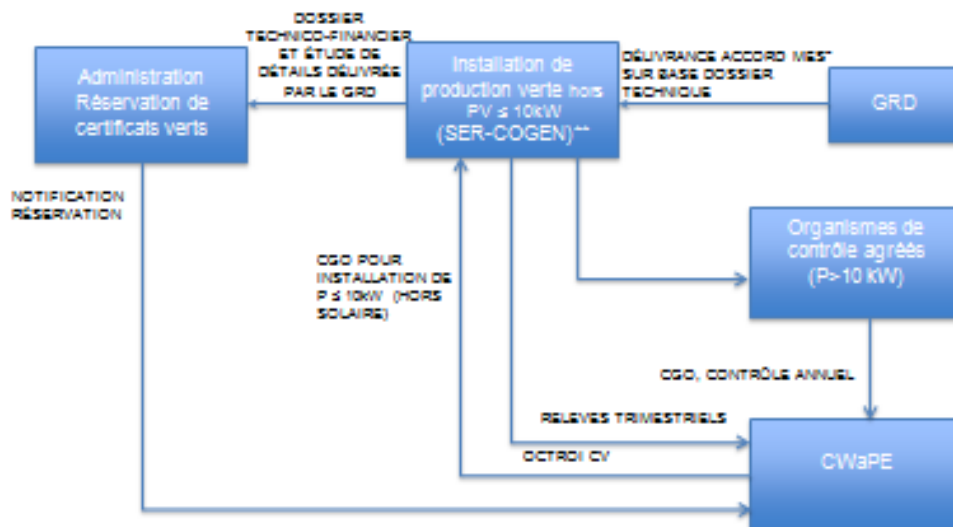 DOSSIER
TECHNICO-FINANCIER
ET ÉTUDE DE
DÉTAILS DÉLIVRÉE
PAR LE GRD
Administration
Réservation de
certificats verts
Installation de
production verte hors
PV ≤ 10kW
(SER-COGEN)**
DÉLIVRANCE ACCORD MES*
SUR BASE DOSSIER
TECHNIQUE
GRD
NOTIFICATION
RÉSERVATION
Organismes de
contrôle agréés
(P>10 kW)
CGO POUR
INSTALLATION DE
P ≤ 10kW (HORS
SOLAIRE)
CGO, CONTRÔLE ANNUEL
RELEVES TRIMESTRIELS
OCTROI CV
CWaPE